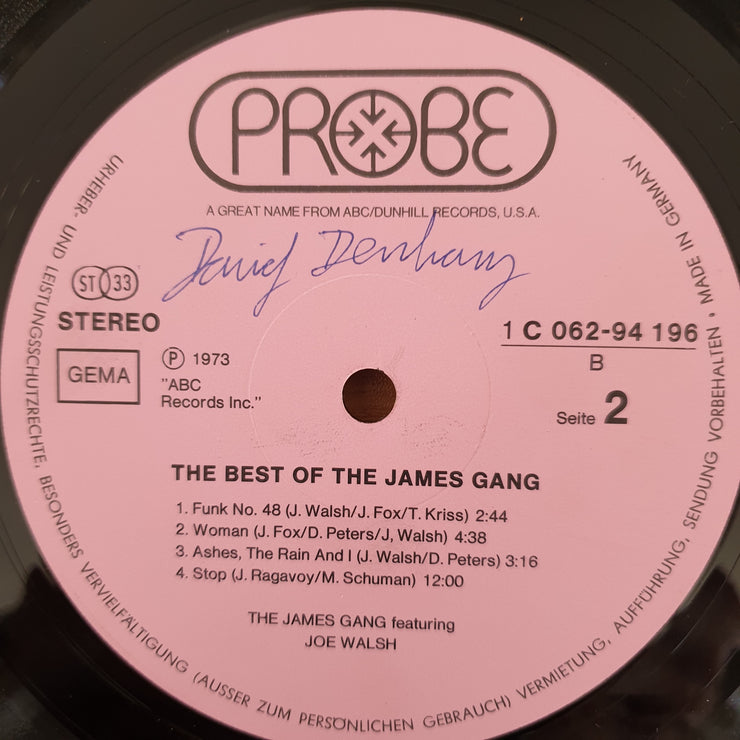 PROBE
A GREAT NAME FROM ABC/DUNHILL RECORDS, U.S.A.
ST 33
STEREO
GEMA
Ⓟ 1973
"ABC
Records Inc."
1 C 062-94 196
B
Seite 2
THE BEST OF THE JAMES GANG
1. Funk No. 48 (J. Walsh/J. Fox/T. Kriss) 2:44
2. Woman (J. Fox/D. Peters/J, Walsh) 4:38
3. Ashes, The Rain And I (J. Walsh/D. Peters) 3:16
4. Stop (J. Ragavoy/M. Schuman) 12:00
THE JAMES GANG featuring
JOE WALSH
URHEBER- UND LEISTUNGSSCHUTZRECHTE, BESONDERS VERVIELFÄLTIGUNG (AUSSER ZUM PERSÖNLICHEN GEBRAUCH) VERMIETUNG, AUFFÜHRUNG, SENDUNG VORBEHALTEN • MADE IN GERMANY